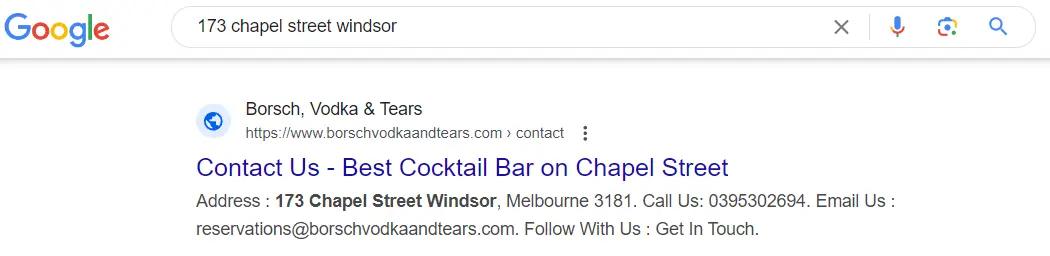 Google 173 chapel street windsor
Borsch, Vodka & Tears
https://www.borschvodkaandtears.com › contact
Contact Us - Best Cocktail Bar on Chapel Street
Address : 173 Chapel Street Windsor, Melbourne 3181. Call Us: 0395302694. Email Us :
reservations@borschvodkaandtears.com. Follow With Us : Get In Touch.